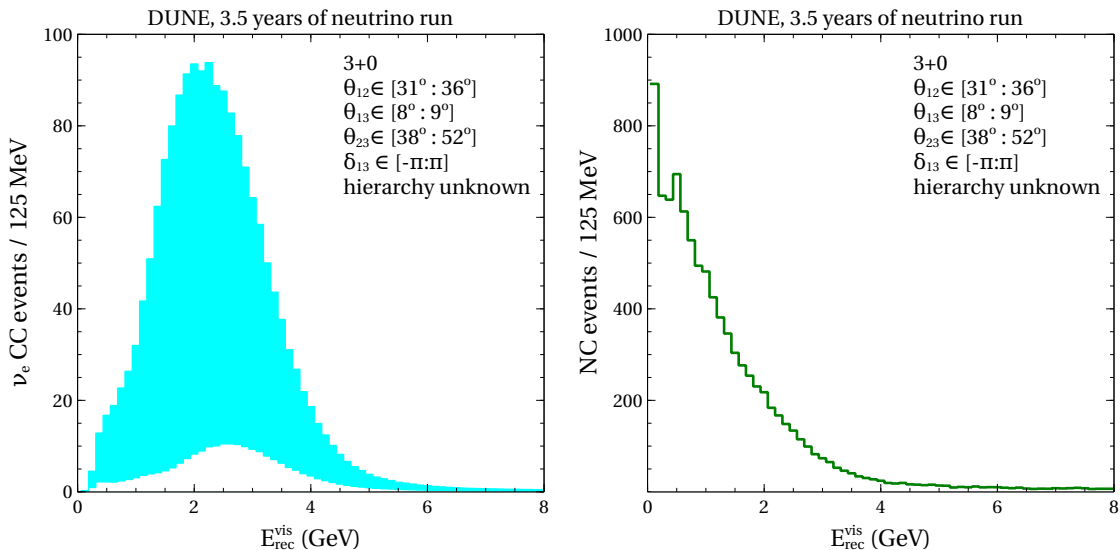 DUNE, 3.5 years of neutrino run
100
80
60
40
20
0
0 2 4 6 8
νe CC events / 125 MeV
E_rec^vis (GeV)
3+0
θ12∈ [31° : 36°]
θ13∈ [8° : 9°]
θ23∈ [38° : 52°]
δ13 ∈ [-π:π]
hierarchy unknown
DUNE, 3.5 years of neutrino run
1000
800
600
400
200
0
0 2 4 6 8
NC events / 125 MeV
E_rec^vis (GeV)
3+0
θ12∈ [31° : 36°]
θ13∈ [8° : 9°]
θ23∈ [38° : 52°]
δ13 ∈ [-π:π]
hierarchy unknown